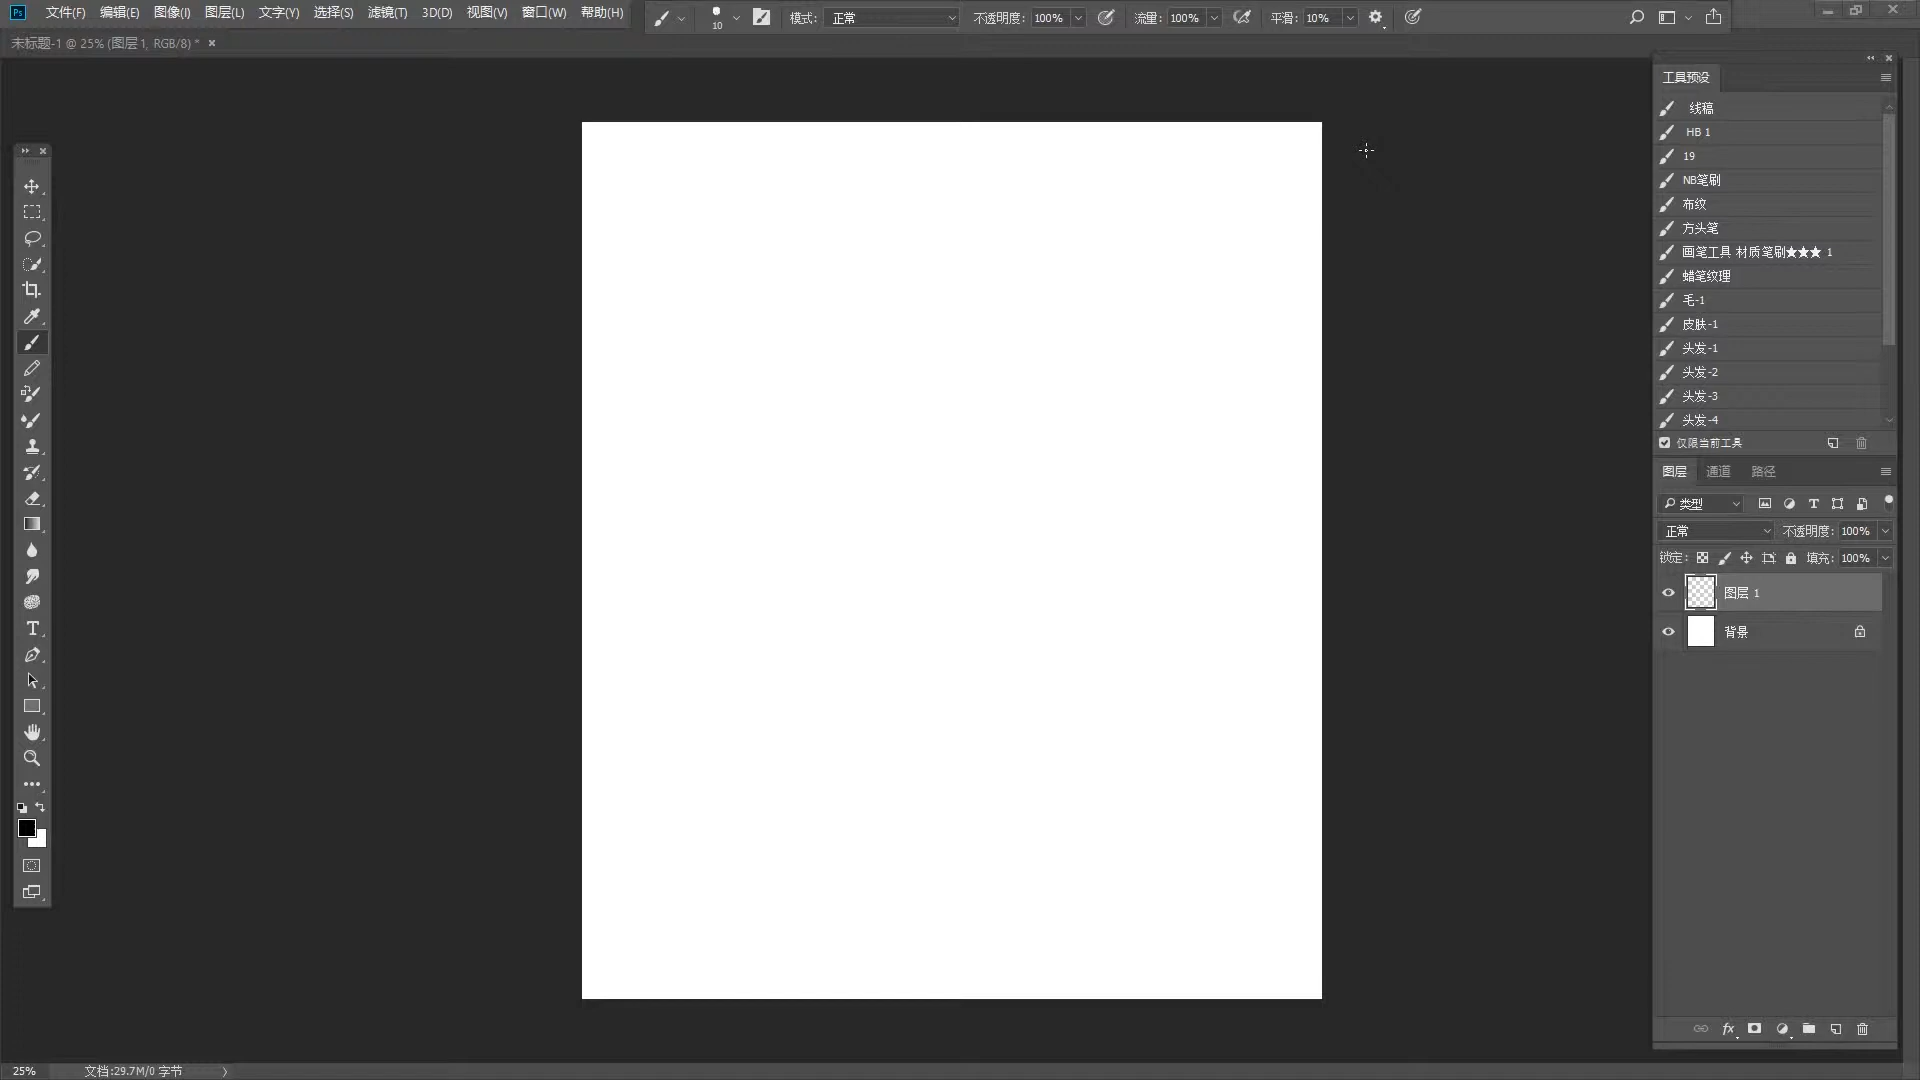 Ps 文件(F) 编辑(E) 图像(I) 图层(L) 文字(Y) 选择(S) 滤镜(T) 3D(D) 视图(V) 窗口(W) 帮助(H) 10 模式: 正常 不透明度: 100% 流量: 100% 平滑: 10%
未标题-1 @ 25% (图层 1, RGB/8) *
工具预设
线稿
HB 1
19
NB笔刷
布纹
方头笔
画笔工具 材质笔刷★★★ 1
蜡笔纹理
毛-1
皮肤-1
头发-1
头发-2
头发-3
头发-4
仅限当前工具
图层 通道 路径
类型
正常 不透明度: 100%
锁定: 填充: 100%
图层 1
背景
25% 文档:29.7M/0 字节